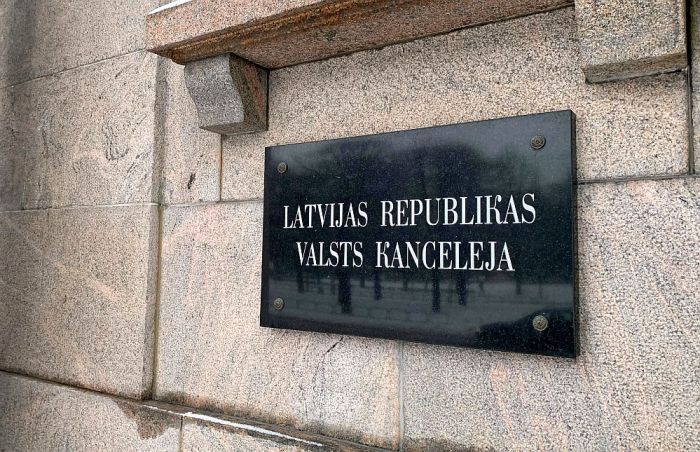 LATVIJAS REPUBLIKAS
VALSTS KANCELEJA